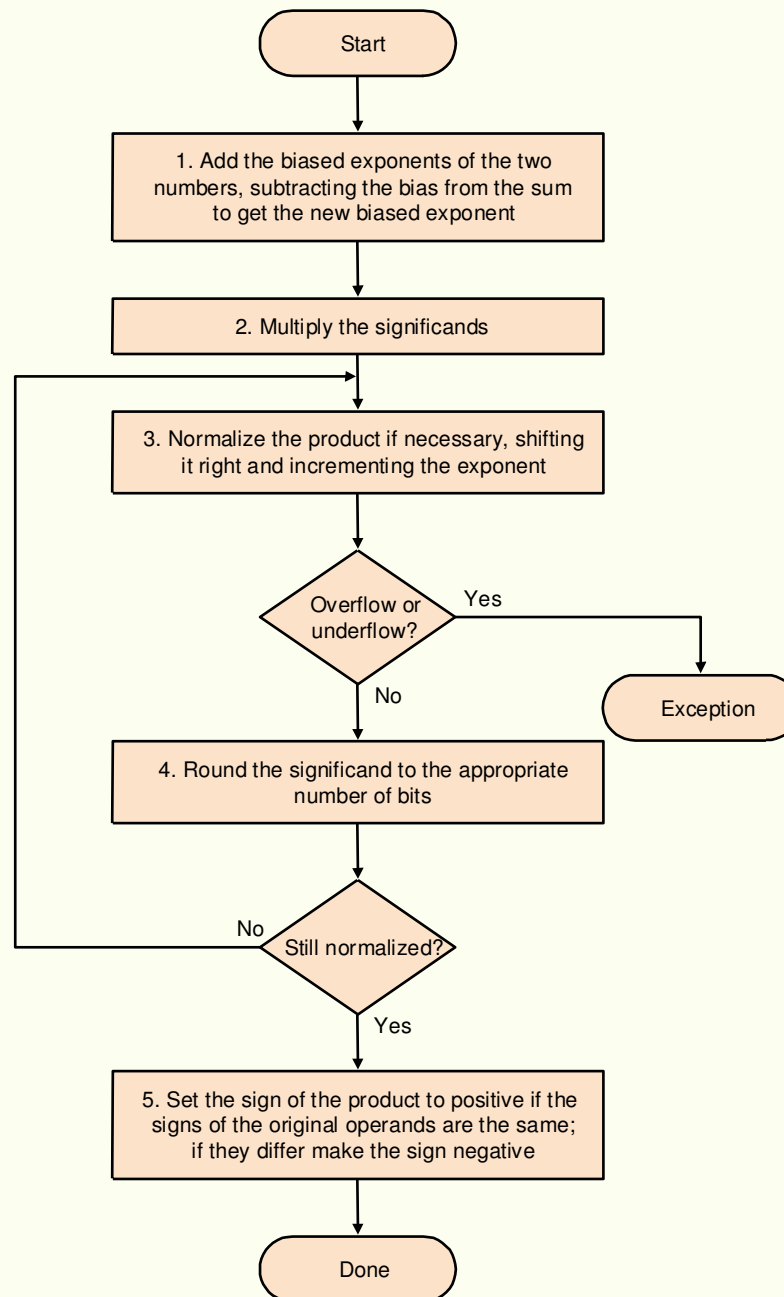 Start
1. Add the biased exponents of the two
numbers, subtracting the bias from the sum
to get the new biased exponent
2. Multiply the significands
3. Normalize the product if necessary, shifting
it right and incrementing the exponent
Overflow or
underflow?
Yes
No
Exception
4. Round the significand to the appropriate
number of bits
No
Still normalized?
Yes
5. Set the sign of the product to positive if the
signs of the original operands are the same;
if they differ make the sign negative
Done